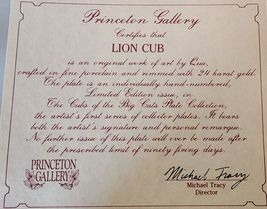 Princeton Gallery
Certifies that
LION CUB
is an original work of art by Qua,
crafted in fine porcelain and rimmed with 24 karat gold.
The plate is an individually hand-numbered,
Limited Edition issue, in
The Cubs of the Big Cats Plate Collection,
the artist's first series of collector plates. It bears
both the artist's signature and personal remarque.
No further issue of this plate will ever be made after
the prescribed limit of ninety firing days.
PRINCETON
GALLERY
Michael Tracy
Michael Tracy
Director